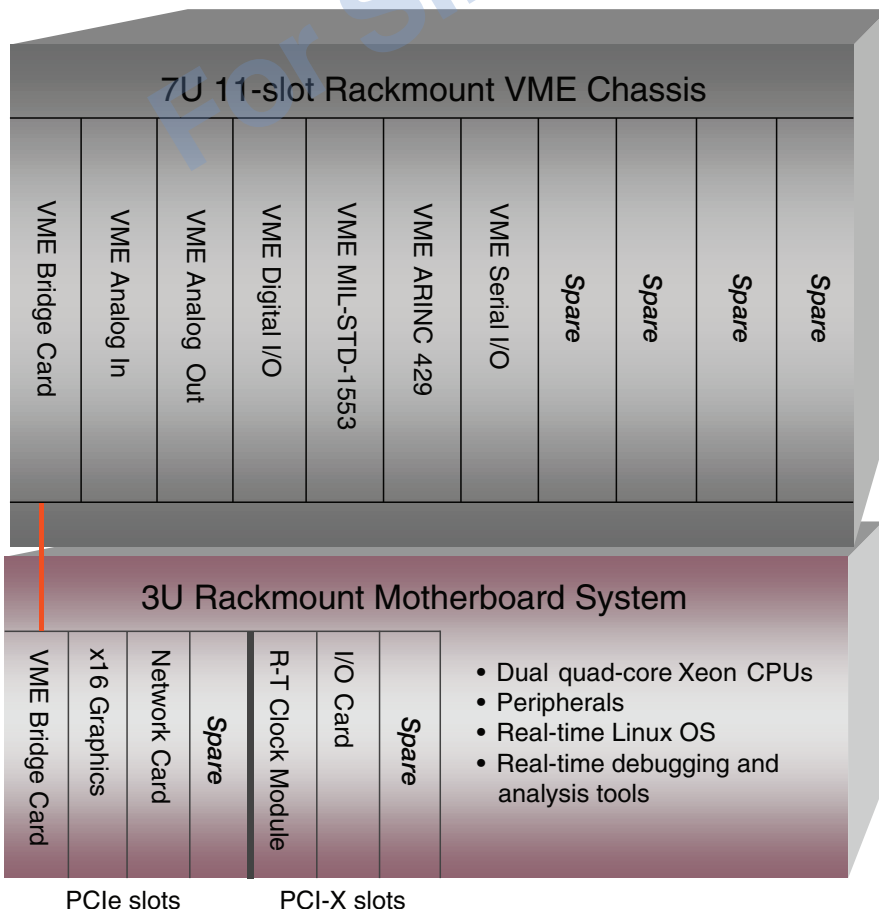 For Si
7U 11-slot Rackmount VME Chassis
VME Bridge Card
VME Analog In
VME Analog Out
VME Digital I/O
VME MIL-STD-1553
VME ARINC 429
VME Serial I/O
Spare
Spare
Spare
Spare
3U Rackmount Motherboard System
VME Bridge Card
x16 Graphics
Network Card
Spare
R-T Clock Module
I/O Card
Spare
• Dual quad-core Xeon CPUs
• Peripherals
• Real-time Linux OS
• Real-time debugging and
analysis tools
PCIe slots
PCI-X slots